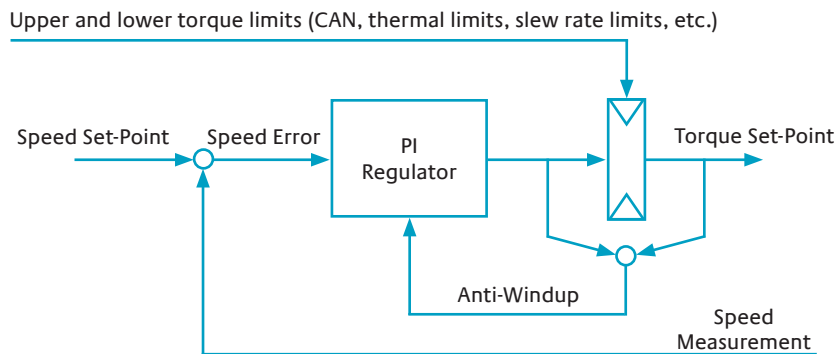 Upper and lower torque limits (CAN, thermal limits, slew rate limits, etc.)
Speed Set-Point
Speed Error
PI
Regulator
Torque Set-Point
Anti-Windup
Speed
Measurement